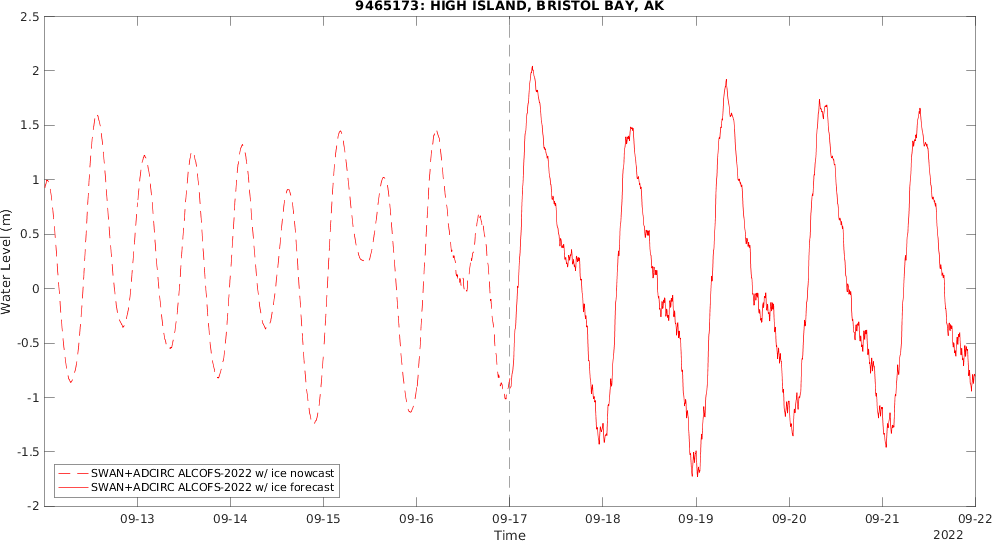 9465173: HIGH ISLAND, BRISTOL BAY, AK
Water Level (m)
2.5
2
1.5
1
0.5
0
-0.5
-1
-1.5
-2
SWAN+ADCIRC ALCOFS-2022 w/ ice nowcast
SWAN+ADCIRC ALCOFS-2022 w/ ice forecast
09-13 09-14 09-15 09-16 09-17 09-18 09-19 09-20 09-21 09-22
Time
2022